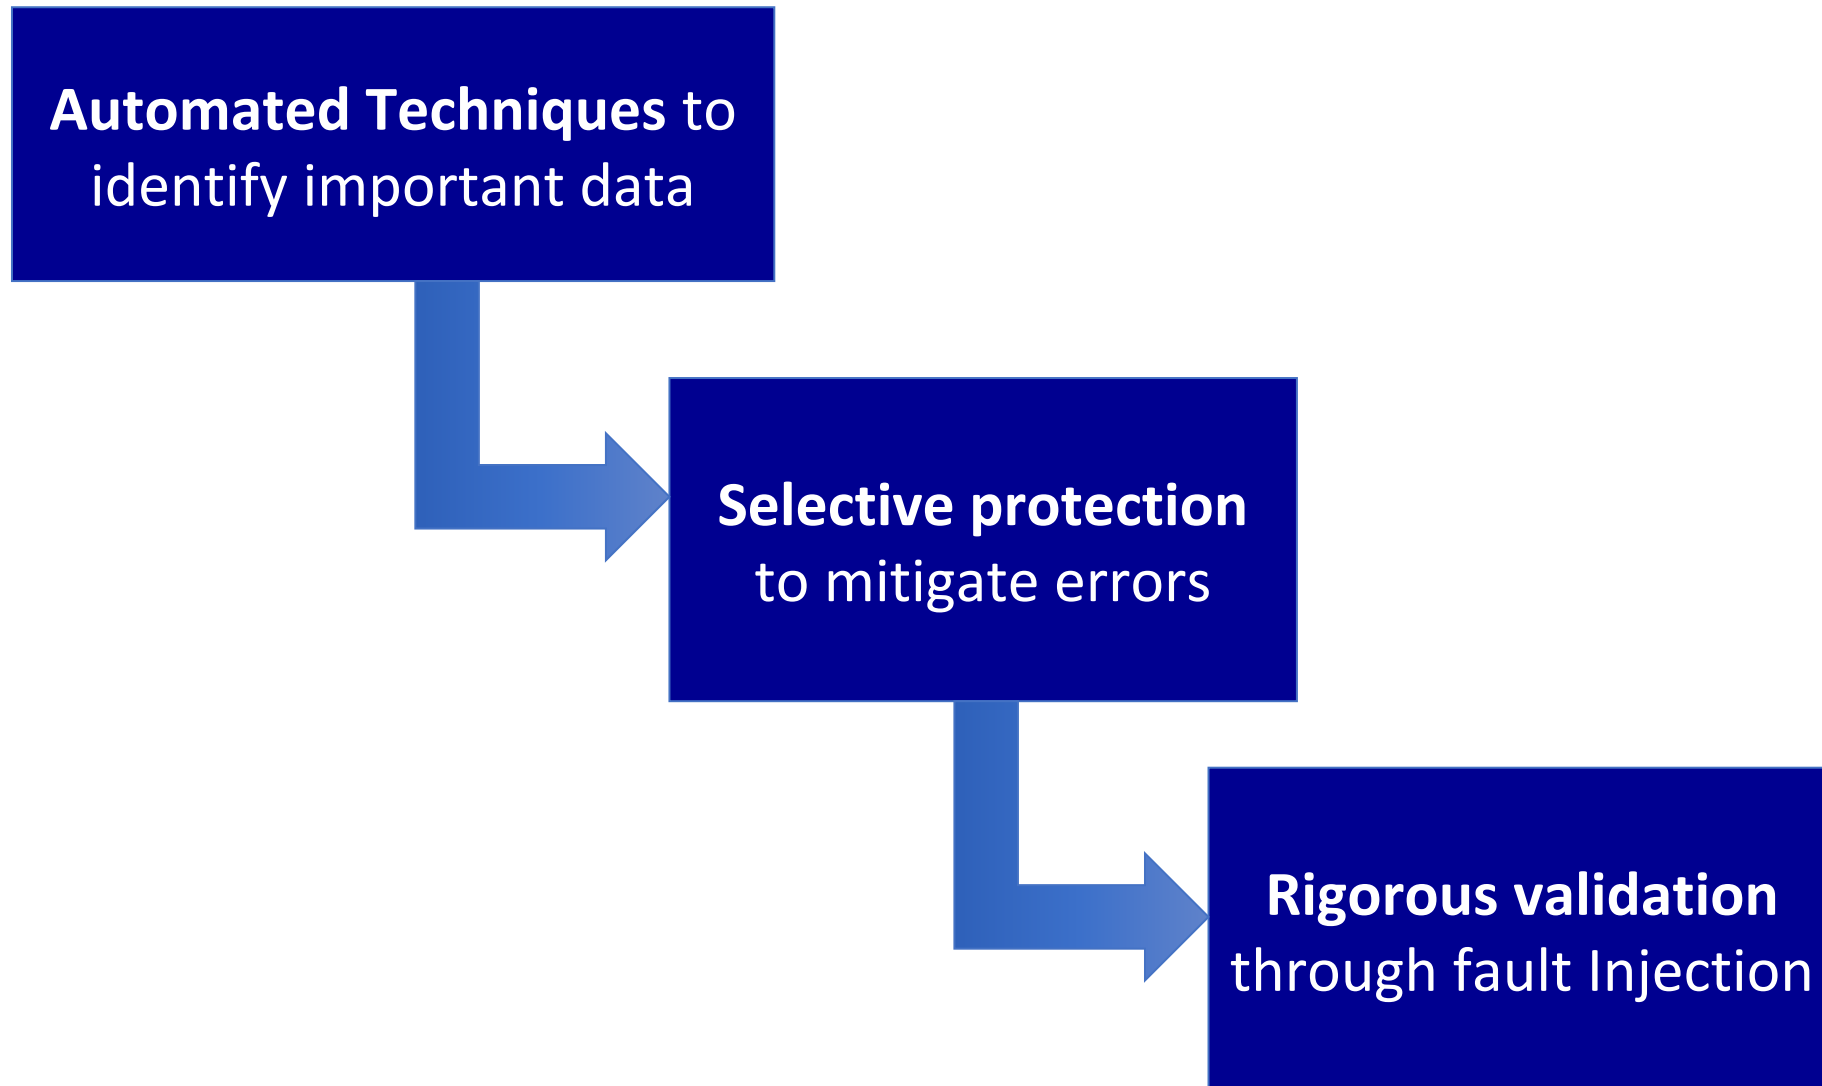 Automated Techniques to
identify important data
Selective protection
to mitigate errors
Rigorous validation
through fault Injection